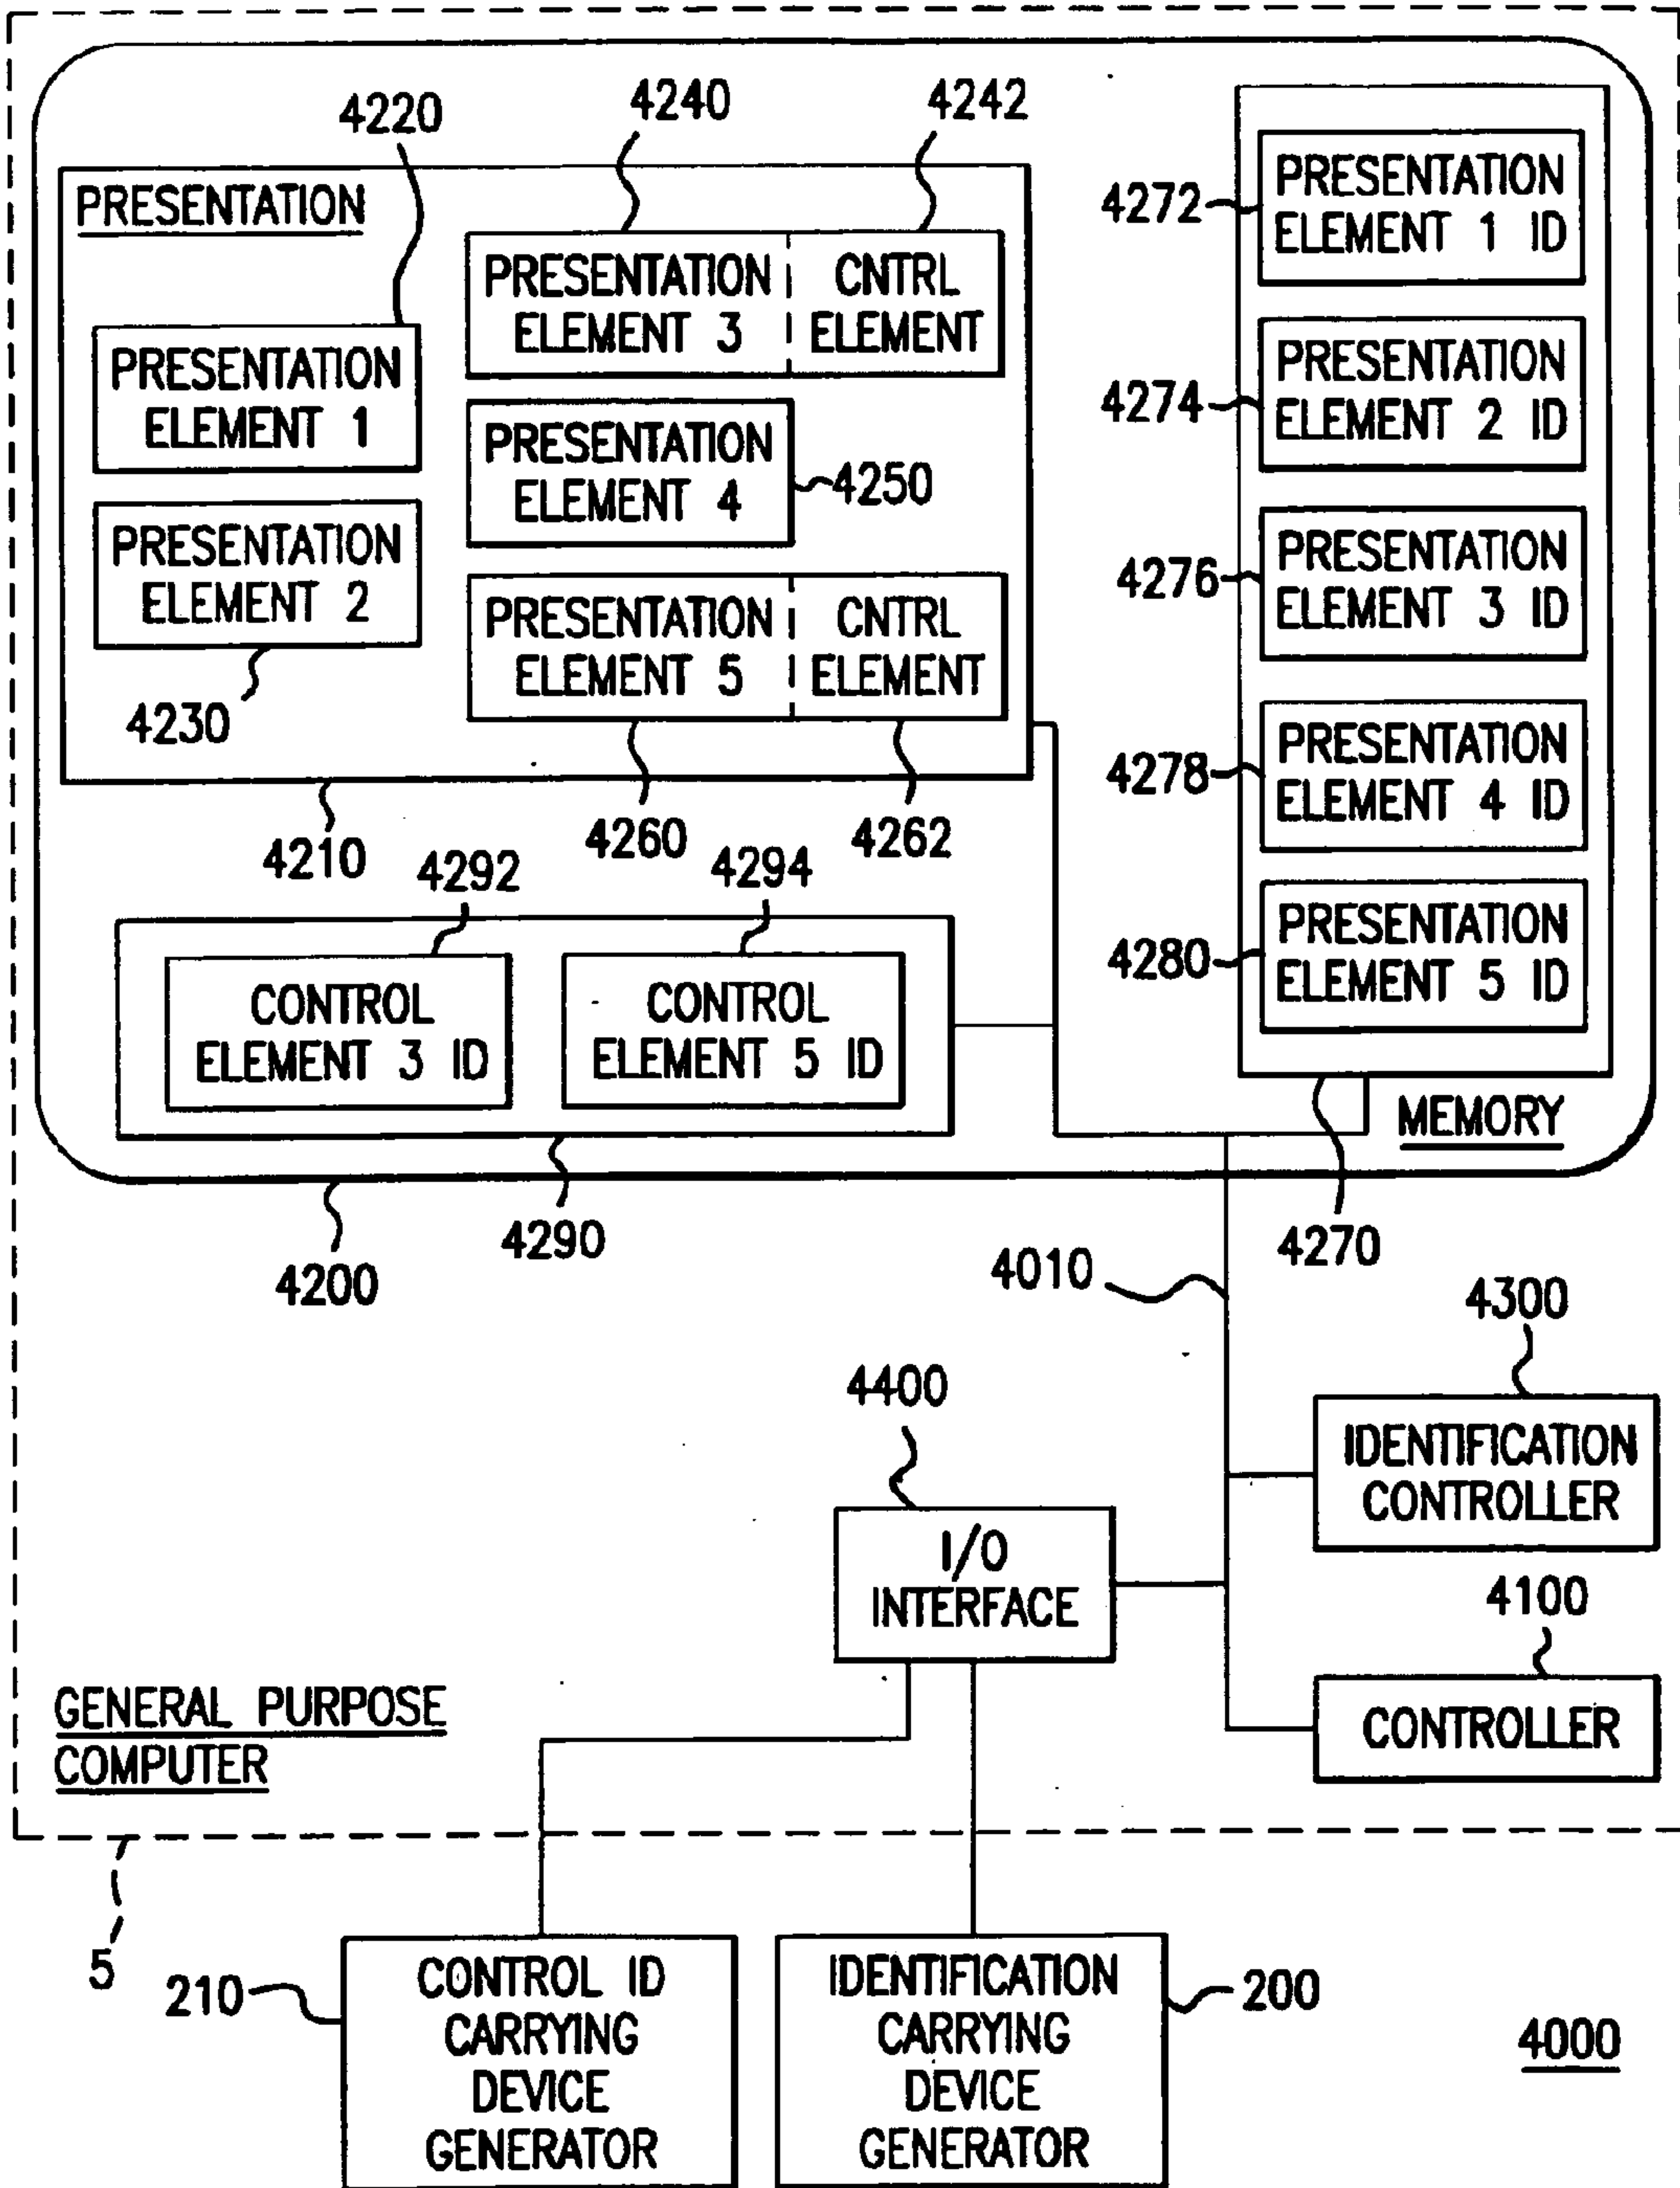 4220
4240
4242
PRESENTATION
PRESENTATION
ELEMENT 1
PRESENTATION
ELEMENT 2
4230
PRESENTATION
ELEMENT 3
CNTRL
ELEMENT
PRESENTATION
ELEMENT 4
4250
PRESENTATION
ELEMENT 5
CNTRL
ELEMENT
4260
4262
4210
4272
PRESENTATION
ELEMENT 1 ID
4274
PRESENTATION
ELEMENT 2 ID
4276
PRESENTATION
ELEMENT 3 ID
4278
PRESENTATION
ELEMENT 4 ID
4280
PRESENTATION
ELEMENT 5 ID
4292
4294
CONTROL
ELEMENT 3 ID
CONTROL
ELEMENT 5 ID
MEMORY
4200
4290
4270
4010
4300
IDENTIFICATION
CONTROLLER
4400
I/O
INTERFACE
4100
CONTROLLER
GENERAL PURPOSE
COMPUTER
5
210
CONTROL ID
CARRYING
DEVICE
GENERATOR
IDENTIFICATION
CARRYING
DEVICE
GENERATOR
200
4000